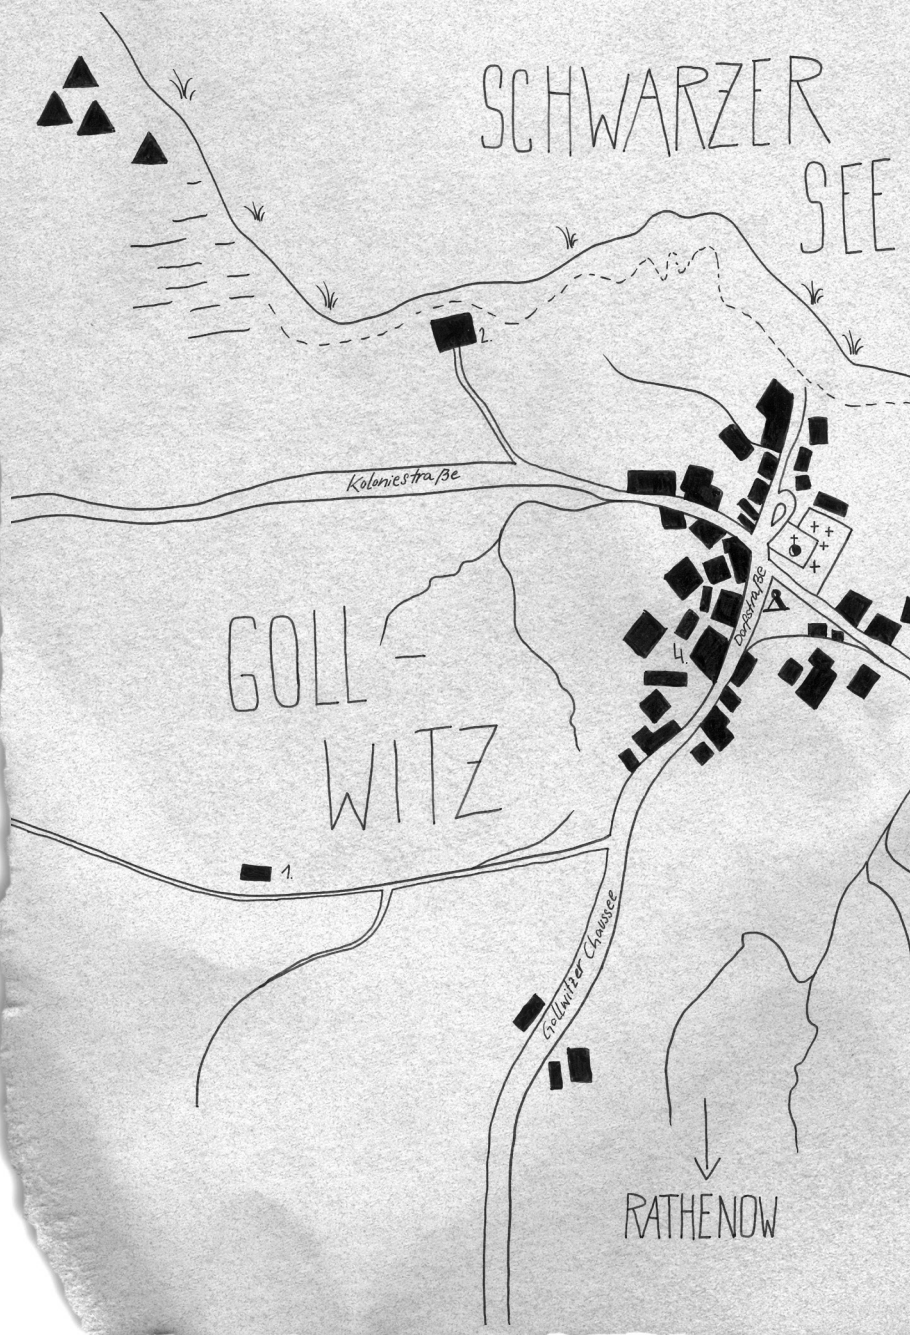 SCHWARZER
SEE
2.
Koloniestraße
Dorfstraße
GOLL-
4.
WITZ
1.
Gollwitzer Chaussee
RATHENOW